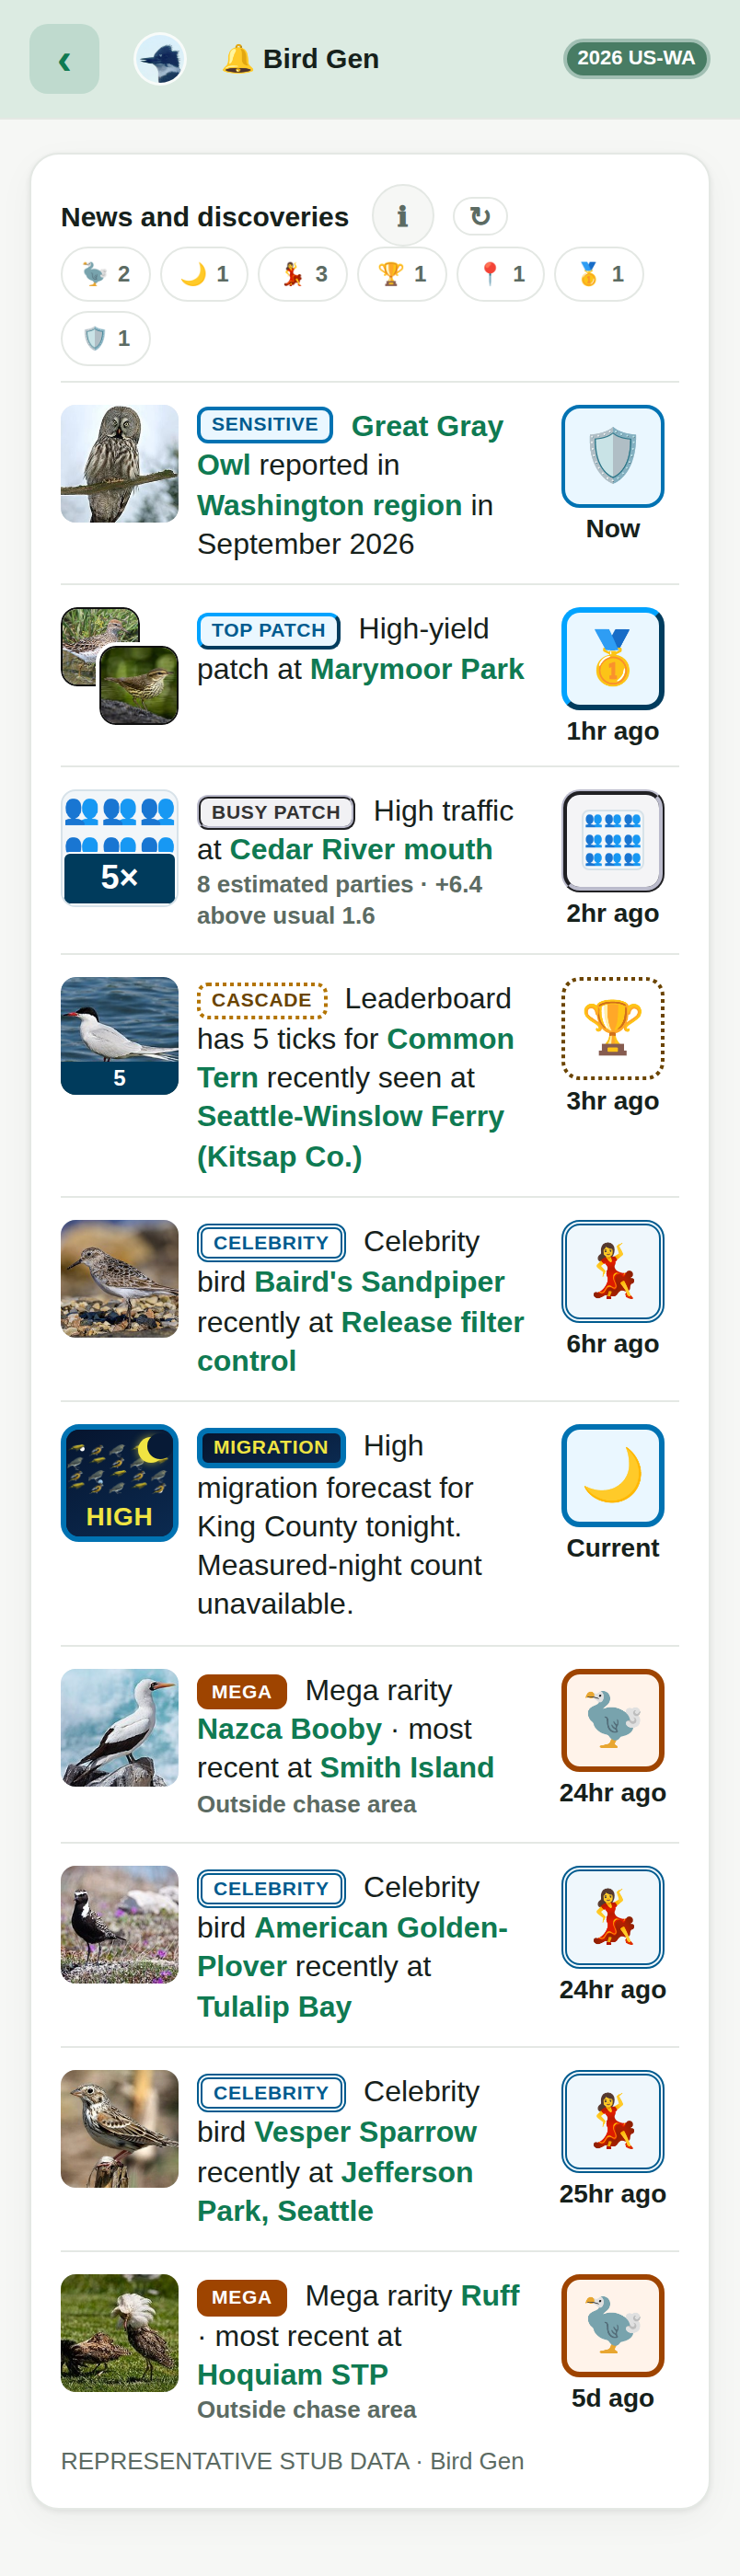 ‹ 🔔 Bird Gen 2026 US-WA
News and discoveries ℹ ↻
🦤 2 🌙 1 💃 3 🏆 1 📍 1 🥇 1
🛡️ 1
SENSITIVE Great Gray
Owl reported in
Washington region in
September 2026
Now
TOP PATCH High-yield
patch at Marymoor Park
1hr ago
5×
BUSY PATCH High traffic
at Cedar River mouth
8 estimated parties · +6.4
above usual 1.6
2hr ago
5
CASCADE Leaderboard
has 5 ticks for Common
Tern recently seen at
Seattle-Winslow Ferry
(Kitsap Co.)
3hr ago
CELEBRITY Celebrity
bird Baird's Sandpiper
recently at Release filter
control
6hr ago
HIGH
MIGRATION High
migration forecast for
King County tonight.
Measured-night count
unavailable.
Current
MEGA Mega rarity
Nazca Booby · most
recent at Smith Island
Outside chase area
24hr ago
CELEBRITY Celebrity
bird American Golden-
Plover recently at
Tulalip Bay
24hr ago
CELEBRITY Celebrity
bird Vesper Sparrow
recently at Jefferson
Park, Seattle
25hr ago
MEGA Mega rarity Ruff
· most recent at
Hoquiam STP
Outside chase area
5d ago
REPRESENTATIVE STUB DATA · Bird Gen